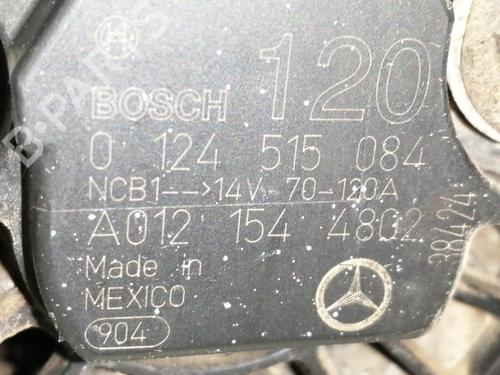 BOSCH 120
0 124 515 084
NCB1-->14V 70-120A
A012 154 4802
38424
Made in
MEXICO
904
B-PARTS